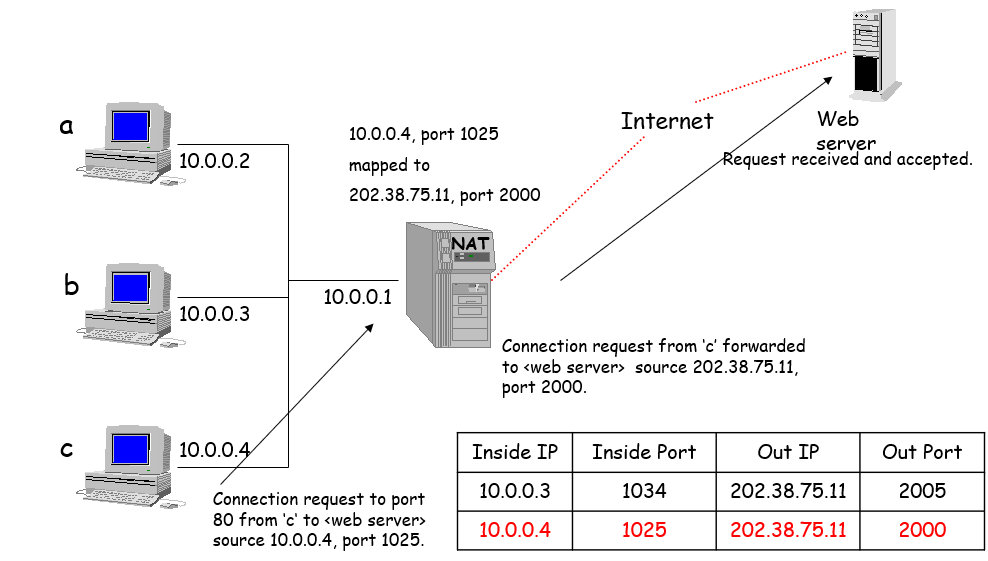 a
10.0.0.2
10.0.0.4, port 1025
mapped to
202.38.75.11, port 2000
Internet
Web
server
Request received and accepted.
NAT
b
10.0.0.3
10.0.0.1
Connection request from ‘c’ forwarded
to <web server>  source 202.38.75.11,
port 2000.
c
10.0.0.4
Connection request to port
80 from ‘c‘ to <web server>
source 10.0.0.4, port 1025.
Inside IP Inside Port Out IP Out Port
10.0.0.3 1034 202.38.75.11 2005
10.0.0.4 1025 202.38.75.11 2000